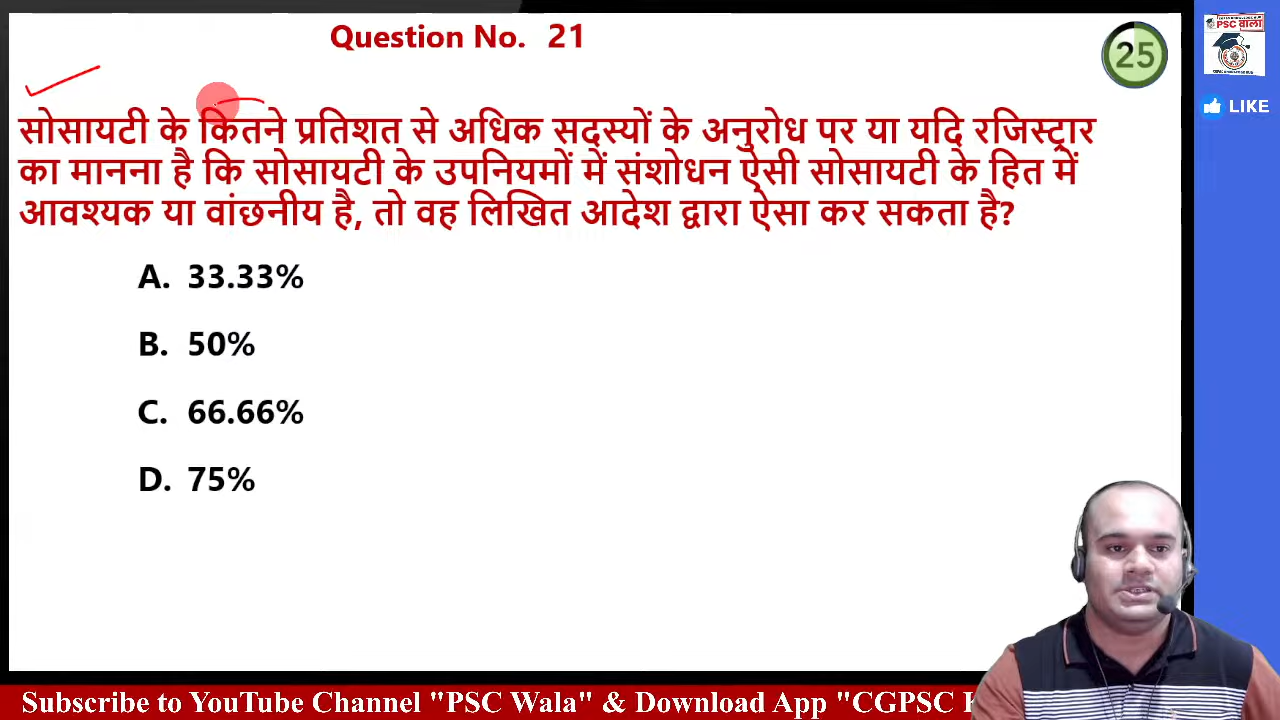 Question No. 21
25
PSC वाला
LIKE
सोसायटी के कितने प्रतिशत से अधिक सदस्यों के अनुरोध पर या यदि रजिस्ट्रार
का मानना है कि सोसायटी के उपनियमों में संशोधन ऐसी सोसायटी के हित में
आवश्यक या वांछनीय है, तो वह लिखित आदेश द्वारा ऐसा कर सकता है?
A. 33.33%
B. 50%
C. 66.66%
D. 75%
Subscribe to YouTube Channel "PSC Wala" & Download App "CGPSC